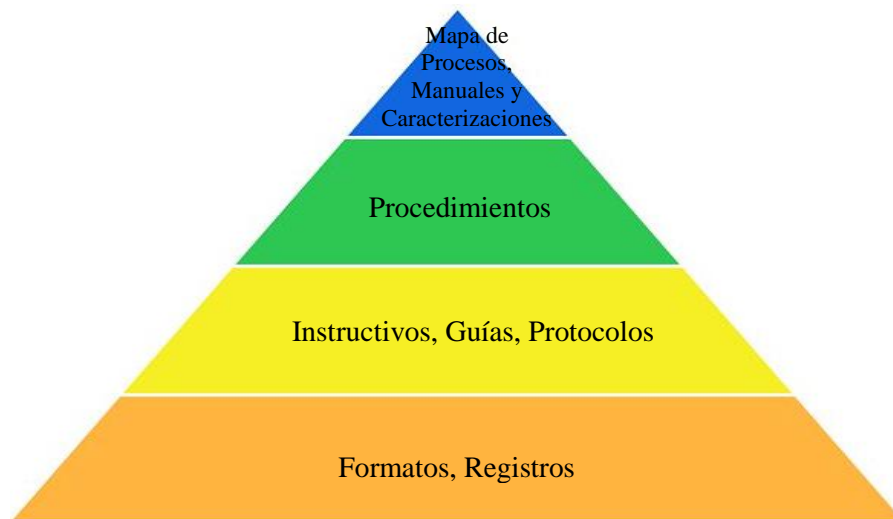 Mapa de
Procesos,
Manuales y
Caracterizaciones
Procedimientos
Instructivos, Guías, Protocolos
Formatos, Registros